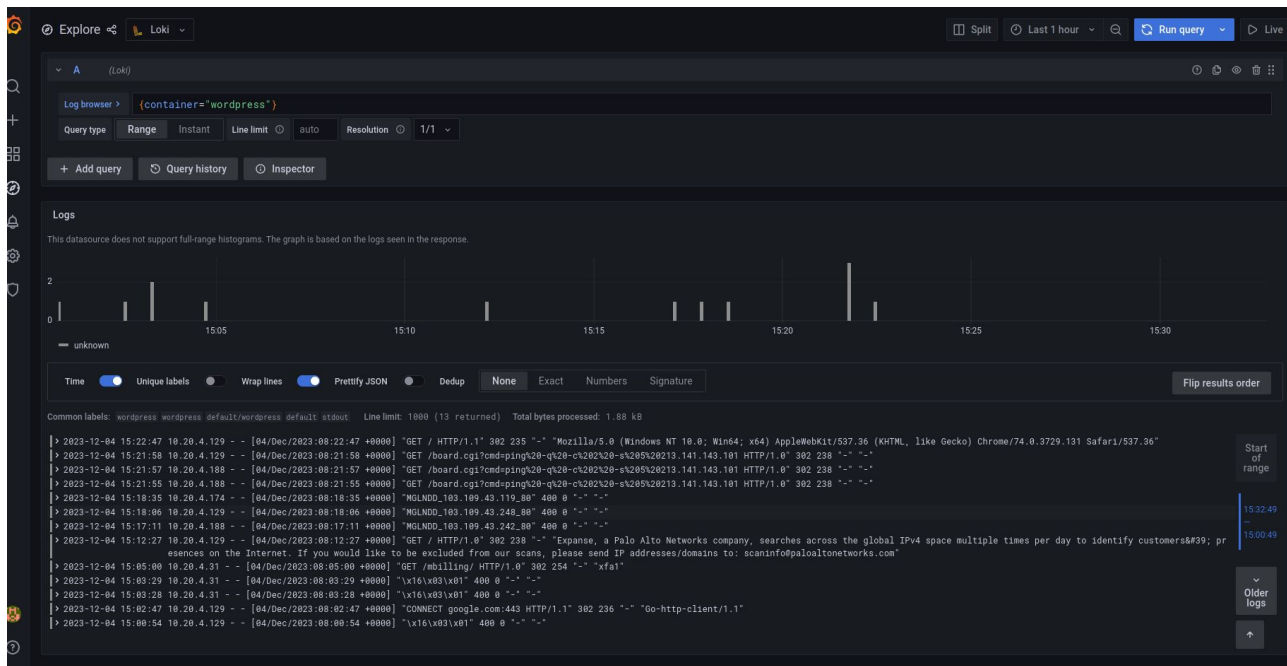 Explore Loki Split Last 1 hour Run query Live
A (Loki)
Log browser > {container="wordpress"}
Query type Range Instant Line limit auto Resolution 1/1
+ Add query Query history Inspector
Logs
This datasource does not support full-range histograms. The graph is based on the logs seen in the response.
2
0
15:05 15:10 15:15 15:20 15:25 15:30
unknown
Time Unique labels Wrap lines Prettify JSON Dedup None Exact Numbers Signature Flip results order
Common labels: wordpress wordpress default/wordpress default stdout Line limit: 1000 (13 returned) Total bytes processed: 1.88 kB
> 2023-12-04 15:22:47 10.20.4.129 - - [04/Dec/2023:08:22:47 +0000] "GET / HTTP/1.1" 302 235 "-" "Mozilla/5.0 (Windows NT 10.0; Win64; x64) AppleWebKit/537.36 (KHTML, like Gecko) Chrome/74.0.3729.131 Safari/537.36"
> 2023-12-04 15:21:58 10.20.4.129 - - [04/Dec/2023:08:21:58 +0000] "GET /board.cgi?cmd=ping%20-q%20-c%202%20-s%205%20213.141.143.101 HTTP/1.0" 302 238 "-" "-"
> 2023-12-04 15:21:57 10.20.4.188 - - [04/Dec/2023:08:21:57 +0000] "GET /board.cgi?cmd=ping%20-q%20-c%202%20-s%205%20213.141.143.101 HTTP/1.0" 302 238 "-" "-"
> 2023-12-04 15:21:55 10.20.4.188 - - [04/Dec/2023:08:21:55 +0000] "GET /board.cgi?cmd=ping%20-q%20-c%202%20-s%205%20213.141.143.101 HTTP/1.0" 302 238 "-" "-"
> 2023-12-04 15:18:35 10.20.4.174 - - [04/Dec/2023:08:18:35 +0000] "MGLNDD_103.109.43.119_80" 400 0 "-" "-"
> 2023-12-04 15:18:06 10.20.4.129 - - [04/Dec/2023:08:18:06 +0000] "MGLNDD_103.109.43.248_80" 400 0 "-" "-"
> 2023-12-04 15:17:11 10.20.4.188 - - [04/Dec/2023:08:17:11 +0000] "MGLNDD_103.109.43.242_80" 400 0 "-" "-"
> 2023-12-04 15:12:27 10.20.4.129 - - [04/Dec/2023:08:12:27 +0000] "GET / HTTP/1.0" 302 238 "-" "Expanse, a Palo Alto Networks company, searches across the global IPv4 space multiple times per day to identify customers&#39; pr
esences on the Internet. If you would like to be excluded from our scans, please send IP addresses/domains to: scaninfo@paloaltonetworks.com"
> 2023-12-04 15:05:00 10.20.4.31 - - [04/Dec/2023:08:05:00 +0000] "GET /mbilling/ HTTP/1.0" 302 254 "-" "xfa1"
> 2023-12-04 15:03:29 10.20.4.31 - - [04/Dec/2023:08:03:29 +0000] "\x16\x03\x01" 400 0 "-" "-"
> 2023-12-04 15:03:28 10.20.4.31 - - [04/Dec/2023:08:03:28 +0000] "\x16\x03\x01" 400 0 "-" "-"
> 2023-12-04 15:02:47 10.20.4.129 - - [04/Dec/2023:08:02:47 +0000] "CONNECT google.com:443 HTTP/1.1" 302 236 "-" "Go-http-client/1.1"
> 2023-12-04 15:00:54 10.20.4.129 - - [04/Dec/2023:08:00:54 +0000] "\x16\x03\x01" 400 0 "-" "-"
Start
of
range
15:32:49
—
15:00:49
Older
logs